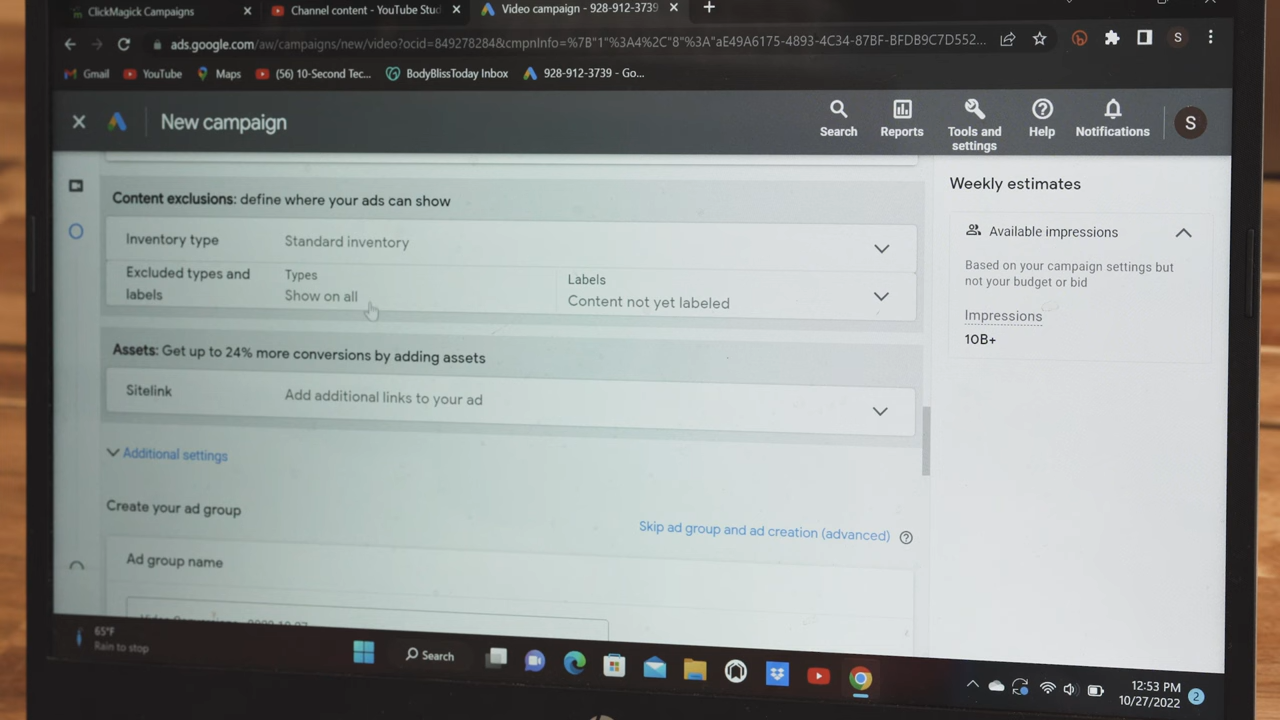 ClickMagick Campaigns
Channel content - YouTube Stud
Video campaign - 928-912-3739
ads.google.com/aw/campaigns/new/video?ocid=849278284&cmpnInfo=%7B"1"%3A4%2C"8"%3A"aE49A6175-4893-4C34-87BF-BFDB9C7D552...
S
Gmail
YouTube
Maps
(56) 10-Second Tec...
BodyBlissToday Inbox
928-912-3739 - Go...
New campaign
Search
Reports
Tools and settings
Help
Notifications
S
Content exclusions: define where your ads can show
Inventory type
Standard inventory
Excluded types and labels
Types
Show on all
Labels
Content not yet labeled
Assets: Get up to 24% more conversions by adding assets
Sitelink
Add additional links to your ad
Additional settings
Create your ad group
Skip ad group and ad creation (advanced)
Ad group name
Weekly estimates
Available impressions
Based on your campaign settings but
not your budget or bid
Impressions
10B+
65°F
Rain to stop
Search
12:53 PM
10/27/2022
2